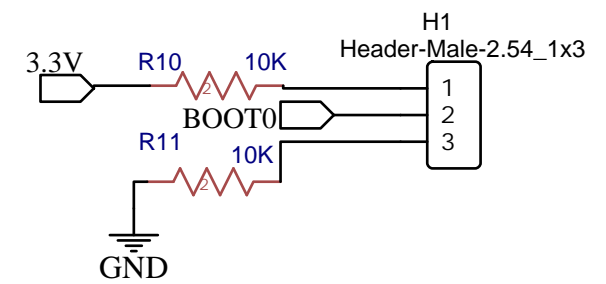 H1
Header-Male-2.54_1x3
3.3V
R10 10K
2
1
BOOT0
2
R11 10K
3
2
GND